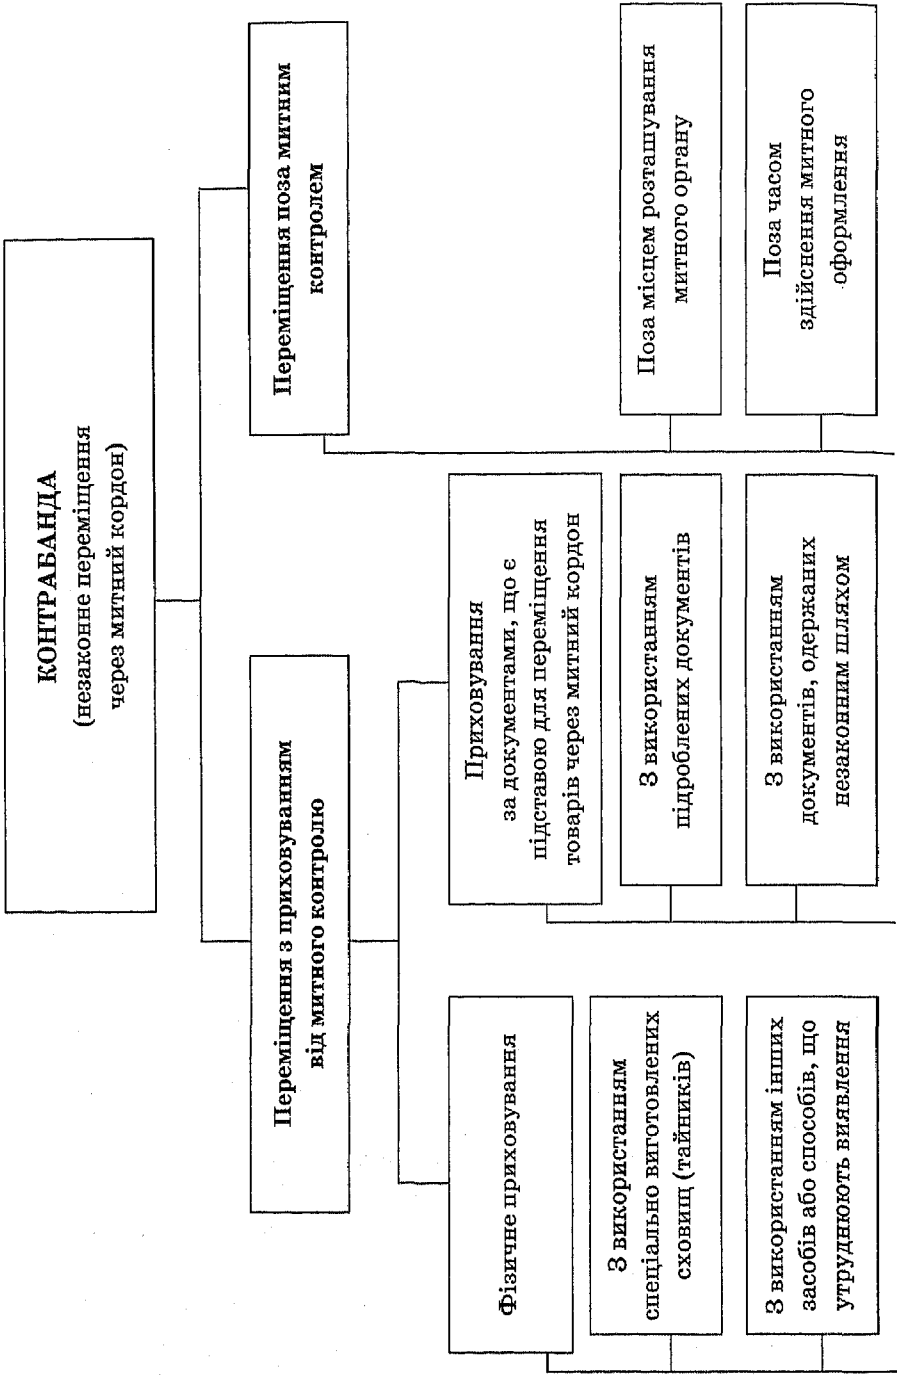 КОНТРАБАНДА
(незаконне переміщення
через митний кордон)
Переміщення з приховуванням
від митного контролю
Переміщення поза митним
контролем
Фізичне приховування
З використанням
спеціально виготовлених
сховищ (тайників)
З використанням інших
засобів або способів, що
утруднюють виявлення
Приховування
за документами, що є
підставою для переміщення
товарів через митний кордон
З використанням
підроблених документів
З використанням
документів, одержаних
незаконним шляхом
Поза місцем розташування
митного органу
Поза часом
здійснення митного
оформлення